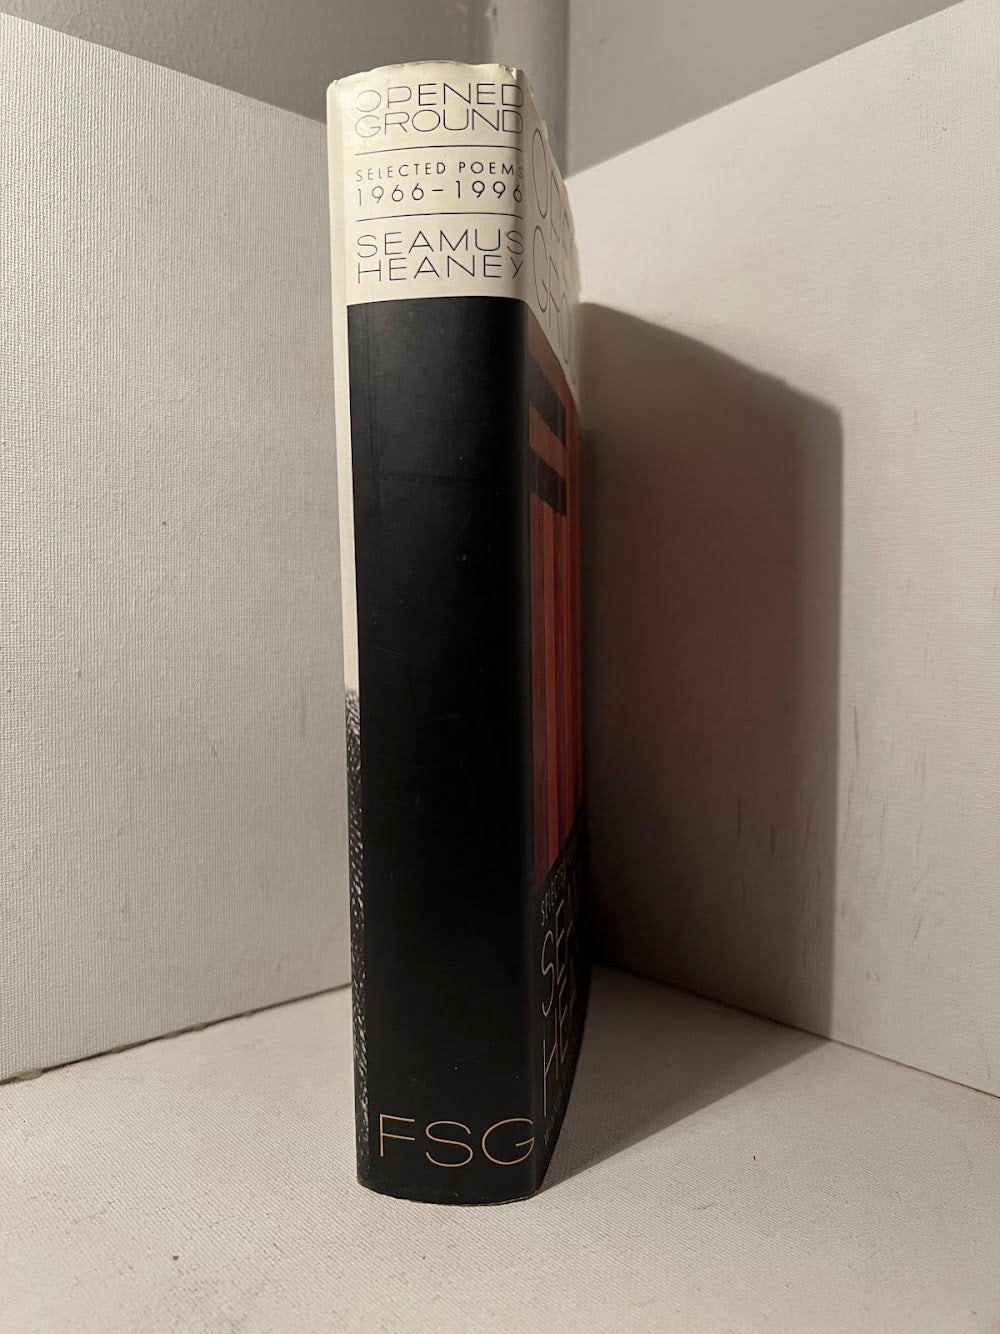 OPENED
GROUND
SELECTED POEMS
1966–1996
SEAMUS
HEANEY
FSG